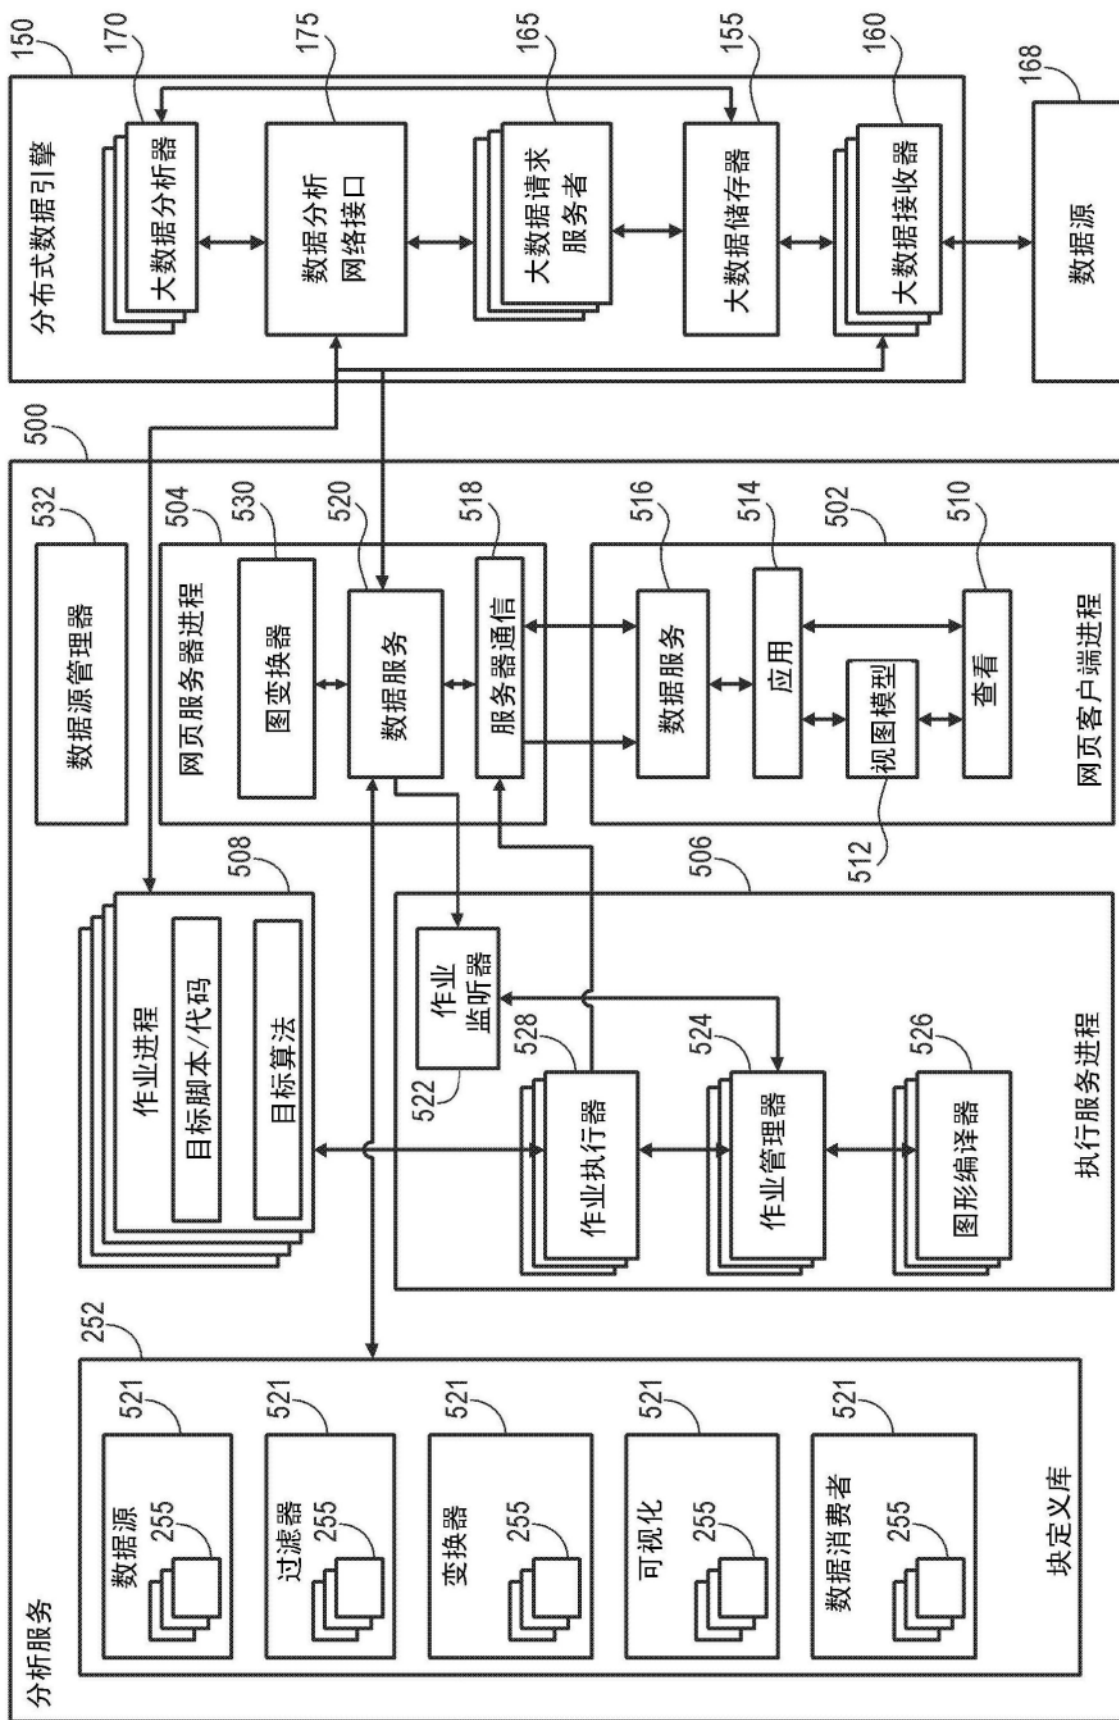 分析服务
252
数据源
521
255
过滤器
521
255
变换器
521
255
可视化
521
255
数据消费者
521
255
块定义库
作业进程
508
目标脚本/代码
目标算法
506
作业
监听器
522
作业执行器
528
作业管理器
524
图形编译器
526
执行服务进程
500
数据源管理器
532
网页服务器进程
504
图变换器
530
数据服务
520
服务器通信
518
数据服务
516
应用
514
视图模型
512
查看
510
502
网页客户端进程
分布式数据引擎
150
大数据分析器
170
数据分析
网络接口
175
大数据请求
服务者
165
大数据储存器
155
大数据接收器
160
数据源
168